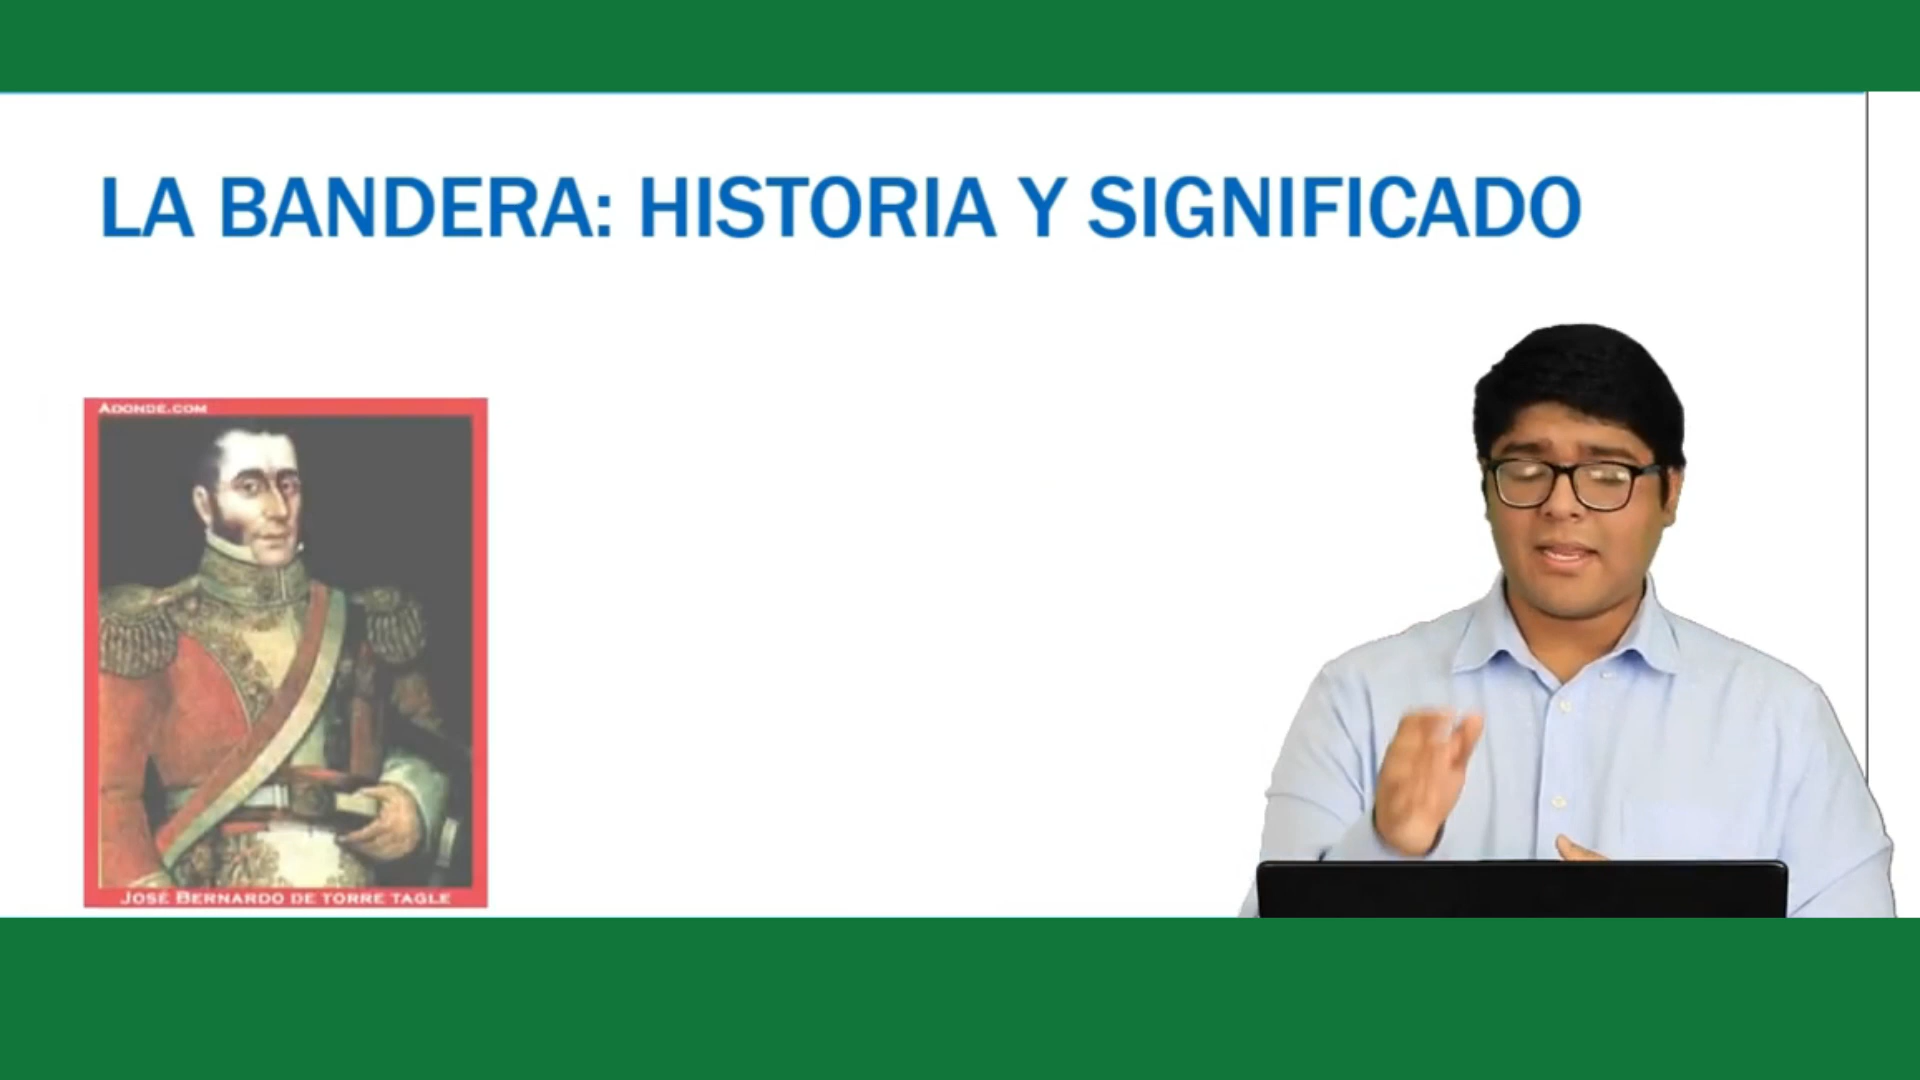 LA BANDERA: HISTORIA Y SIGNIFICADO
ADONDE.COM
JOSÉ BERNARDO DE TORRE TAGLE